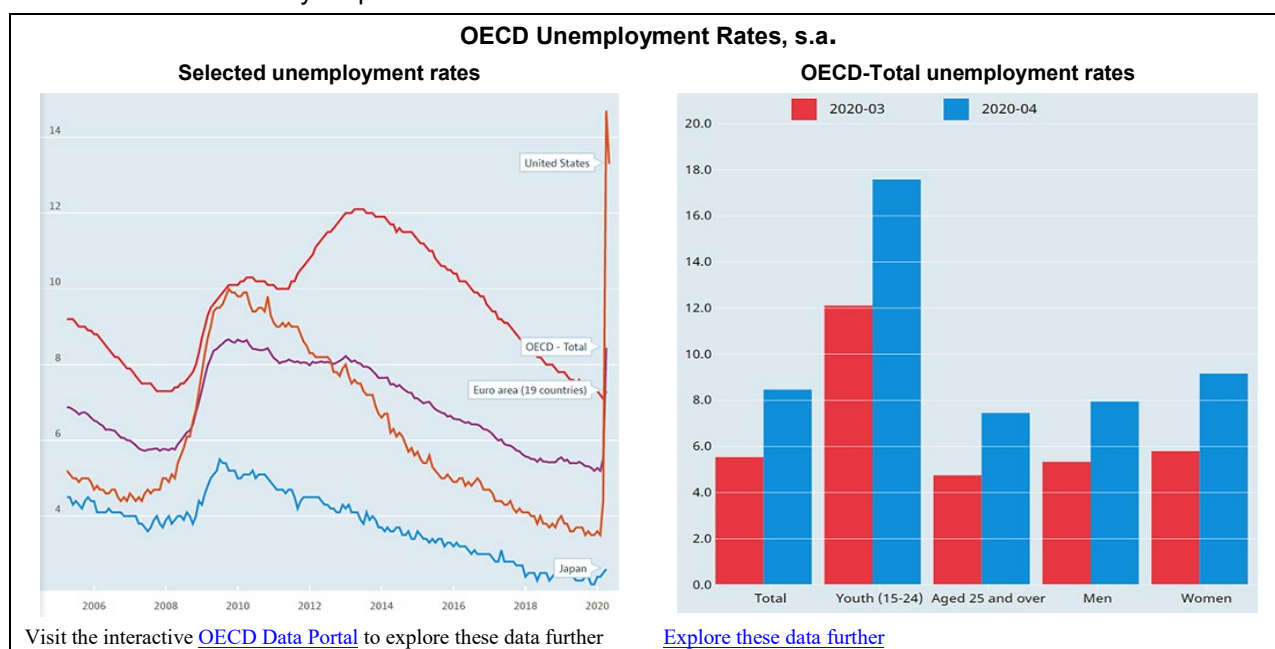 OECD Unemployment Rates, s.a.
Selected unemployment rates
14
12
10
8
6
4
United States
OECD - Total
Euro area (19 countries)
Japan
2006 2008 2010 2012 2014 2016 2018 2020
Visit the interactive OECD Data Portal to explore these data further
OECD-Total unemployment rates
2020-03 2020-04
20.0
18.0
16.0
14.0
12.0
10.0
8.0
6.0
4.0
2.0
0.0
Total Youth (15-24) Aged 25 and over Men Women
Explore these data further